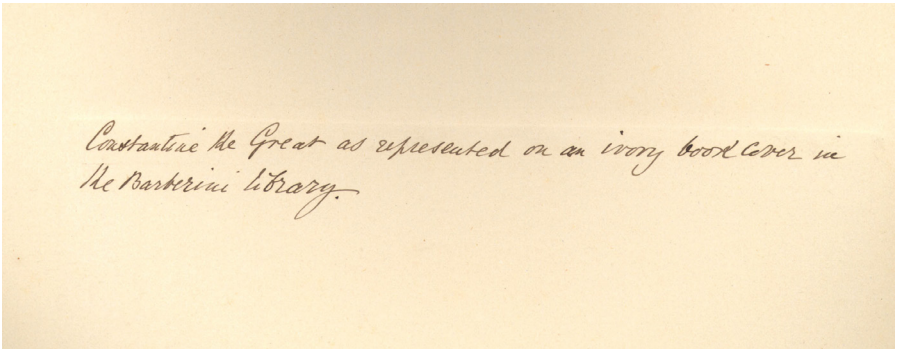 Constantine the Great as represented on an ivory book cover in
the Barberini library.